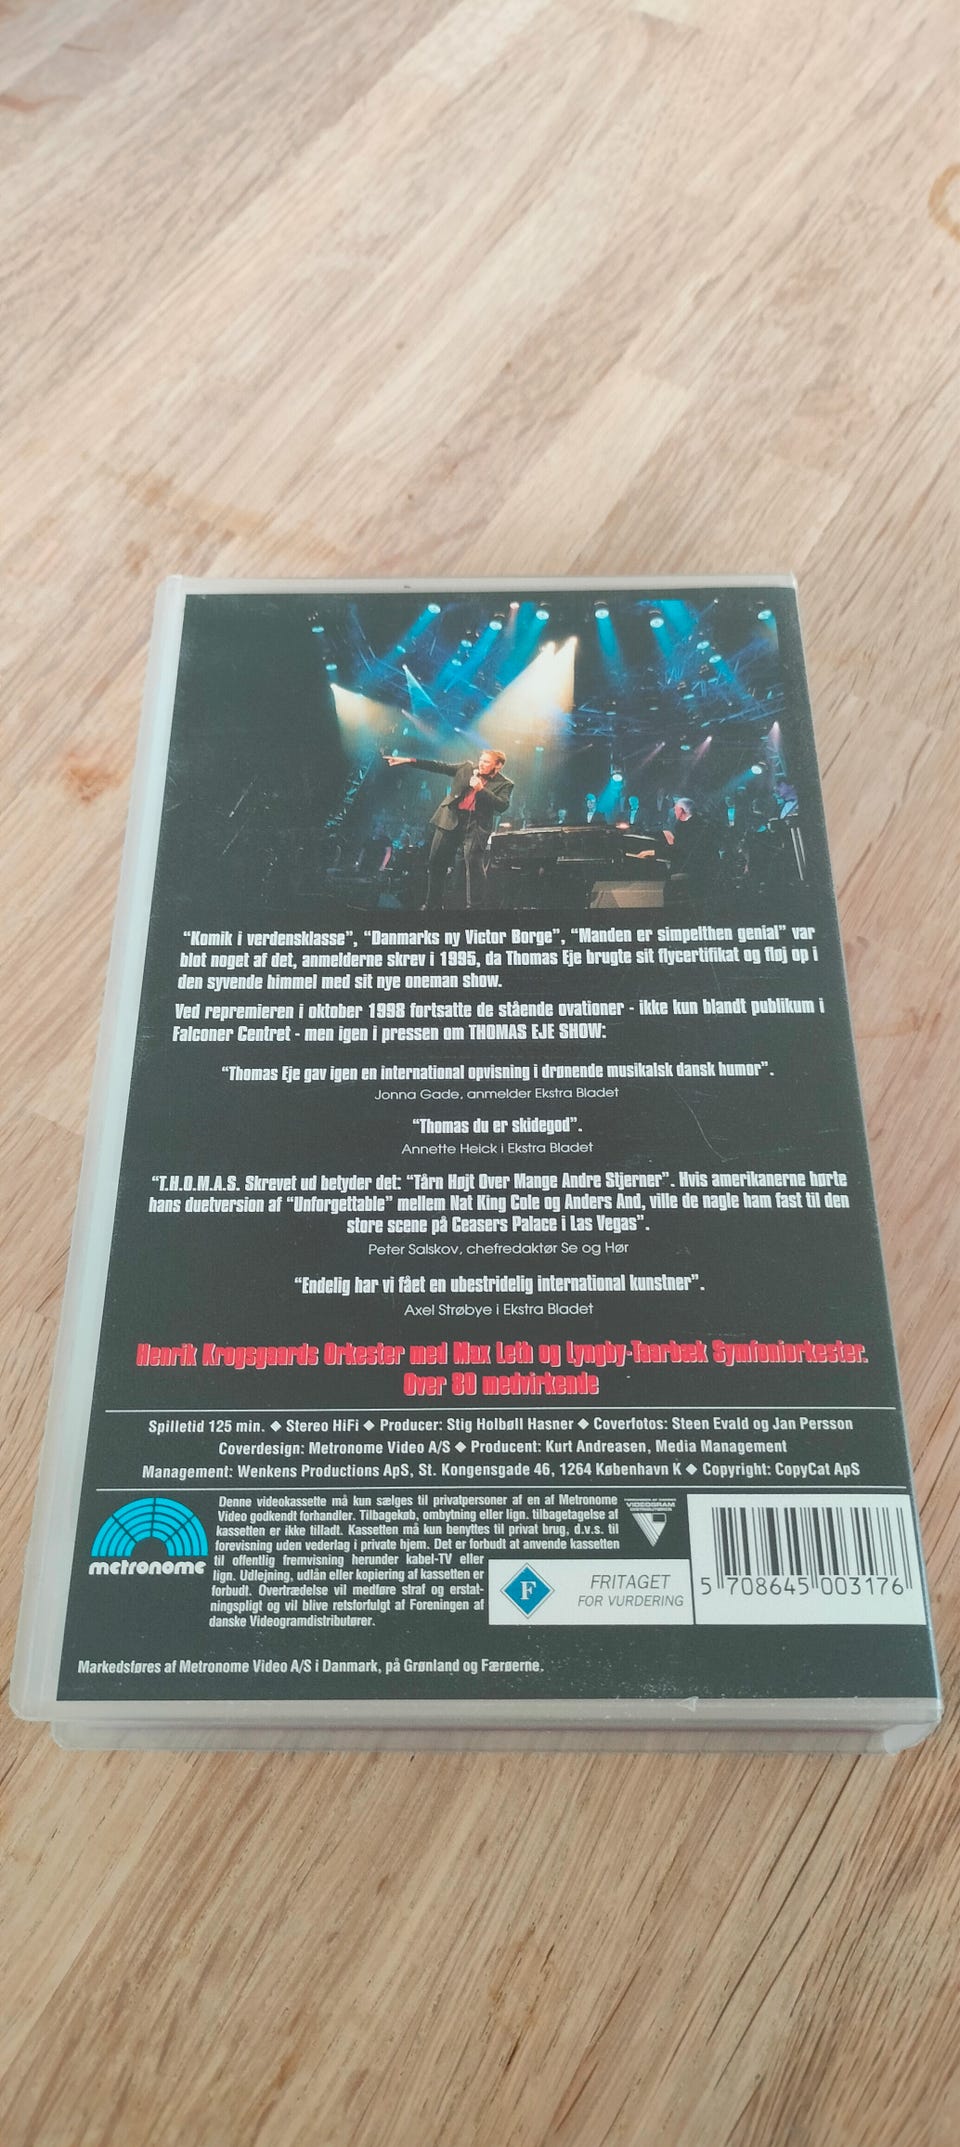 “Komik i verdensklasse”, “Danmarks ny Victor Borge”, “Manden er simpelthen genial” var
blot noget af det, anmelderne skrev i 1995, da Thomas Eje brugte sit flycertifikat og fløj op i
den syvende himmel med sit nye oneman show.
Ved repremieren i oktober 1998 fortsatte de stående ovationer - ikke kun blandt publikum i
Falconer Centret - men igen i pressen om THOMAS EJE SHOW:
“Thomas Eje gav igen en international opvisning i drønende musikalsk dansk humor”.
Jonna Gade, anmelder Ekstra Bladet
“Thomas du er skidegod”.
Annette Heick i Ekstra Bladet
“T.H.O.M.A.S. Skrevet ud betyder det: “Tårn Højt Over Mange Andre Stjerner”. Hvis amerikanerne hørte
hans duetversion af “Unforgettable” mellem Nat King Cole og Anders And, ville de nagle ham fast til den
store scene på Ceasers Palace i Las Vegas”.
Peter Salskov, chefredaktør Se og Hør
“Endelig har vi fået en ubestridelig international kunstner”.
Axel Strøbye i Ekstra Bladet
Henrik Krogsgaards Orkester med Max Leth og Lyngby-Taarbæk Symfoniorkester.
Over 80 medvirkende
Spilletid 125 min. ◆ Stereo HiFi ◆ Producer: Stig Holbøll Hasner ◆ Coverfotos: Steen Evald og Jan Persson
Coverdesign: Metronome Video A/S ◆ Producent: Kurt Andreasen, Media Management
Management: Wenkens Productions ApS, St. Kongensgade 46, 1264 København K ◆ Copyright: CopyCat ApS
metronome
Denne videokassette må kun sælges til privatpersoner af en af Metronome
Video godkendt forhandler. Tilbagekøb, ombytning eller lign. tilbagetagelse af
kassetten er ikke tilladt. Kassetten må kun benyttes til privat brug, d.v.s. til
forevisning uden vederlag i private hjem. Det er forbudt at anvende kassetten
til offentlig fremvisning herunder kabel-TV eller
lign. Udlejning, udlån eller kopiering af kassetten er
forbudt. Overtrædelse vil medføre straf og erstat-
ningspligt og vil blive retsforfulgt af Foreningen af
danske Videogramdistributører.
VIDEOGRAM
F
FRITAGET
FOR VURDERING
5 708645 003176
Markedsføres af Metronome Video A/S i Danmark, på Grønland og Færøerne.